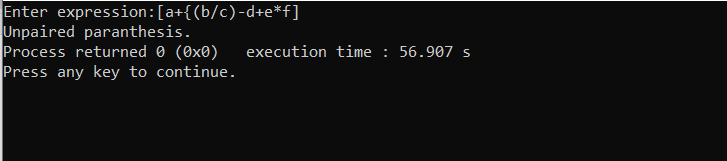 Enter expression:[a+{(b/c)-d+e*f]
Unpaired paranthesis.
Process returned 0 (0x0)   execution time : 56.907 s
Press any key to continue.